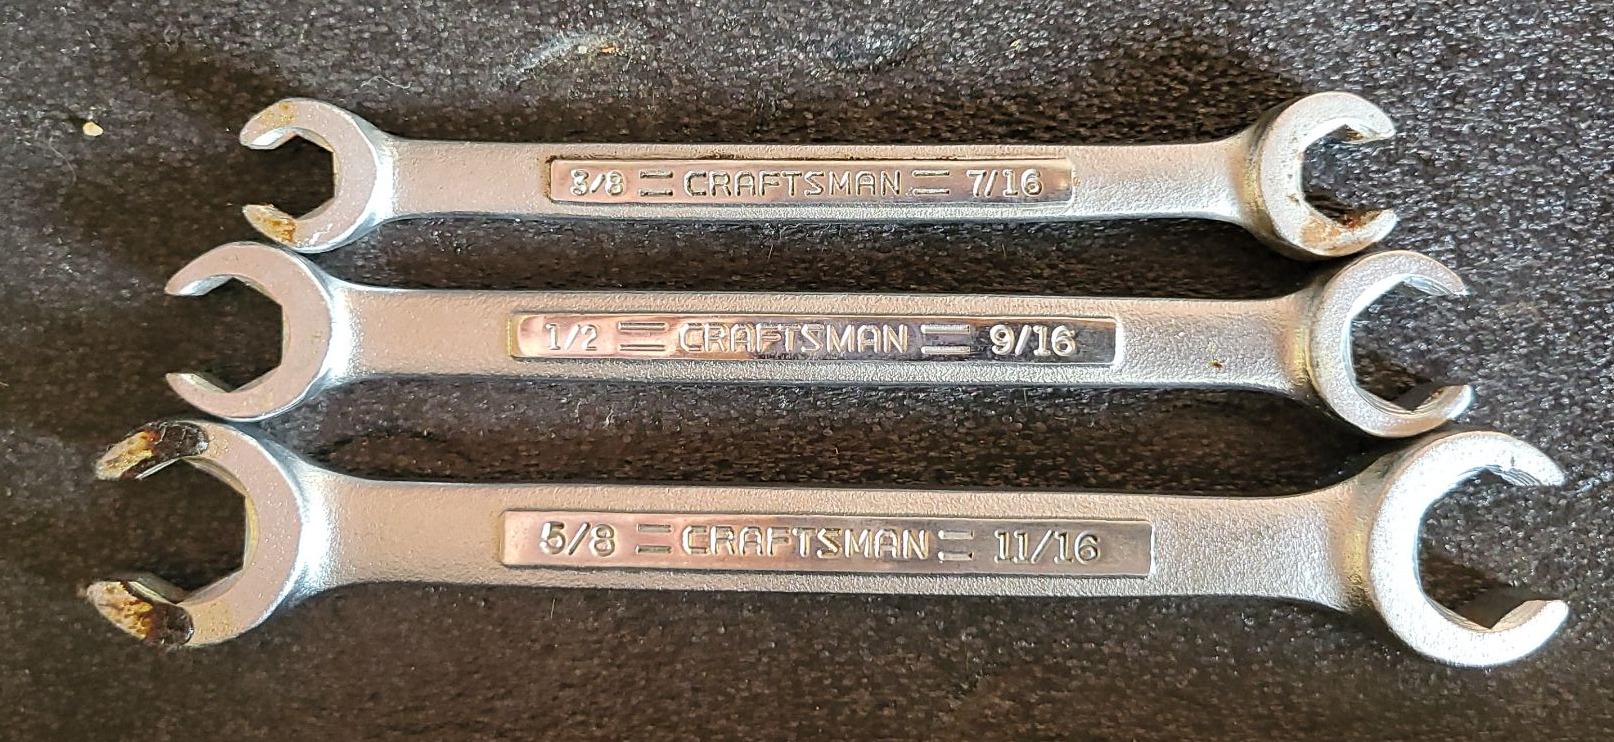 3/8 = CRAFTSMAN = 7/16
1/2 = CRAFTSMAN = 9/16
5/8 = CRAFTSMAN = 11/16